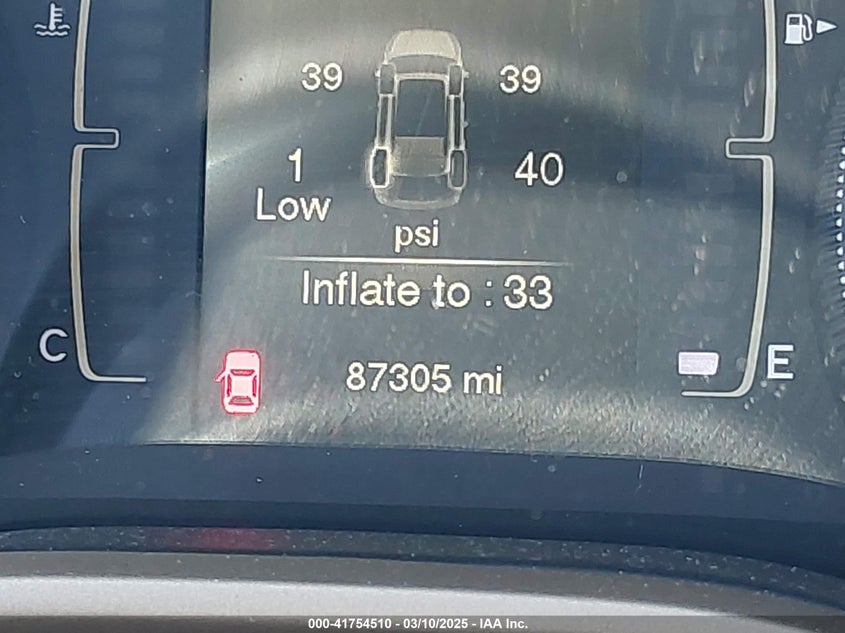 39 39
1 40
Low
psi
Inflate to : 33
C E
87305 mi
000-41754510 - 03/10/2025 - IAA Inc.